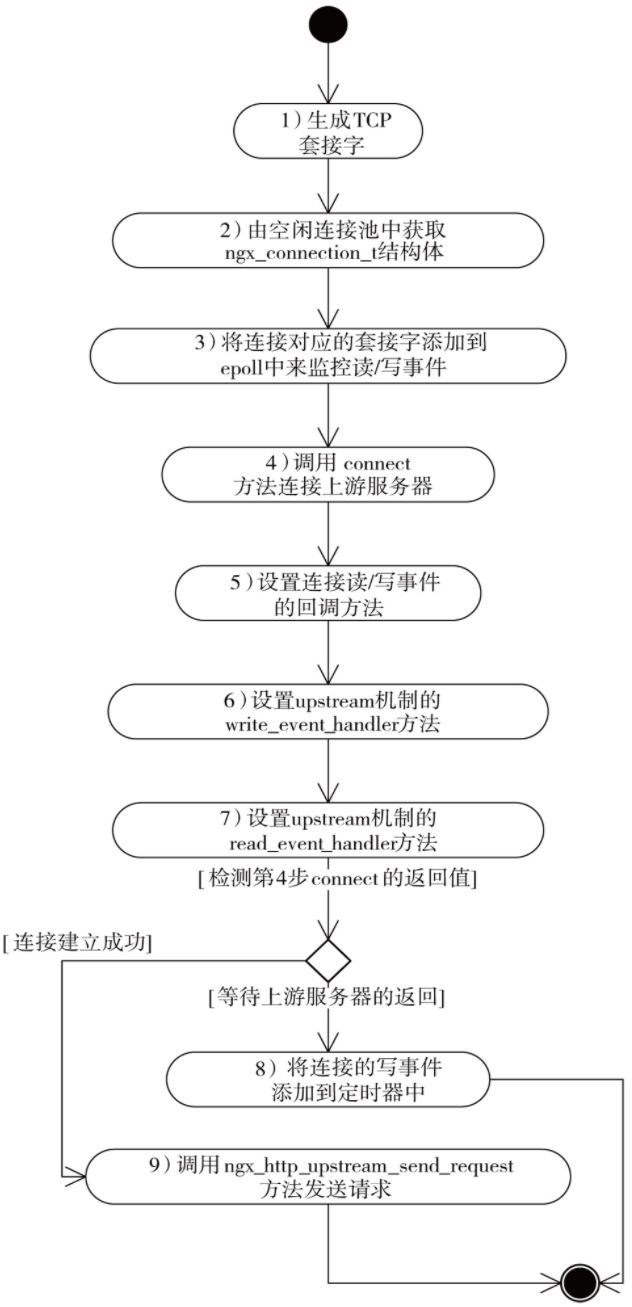 1）生成TCP
套接字
2）由空闲连接池中获取
ngx_connection_t结构体
3）将连接对应的套接字添加到
epoll中来监控读/写事件
4）调用 connect
方法连接上游服务器
5）设置连接读/写事件
的回调方法
6）设置upstream机制的
write_event_handler方法
7）设置upstream机制的
read_event_handler方法
[ 检测第4步connect 的返回值]
[ 连接建立成功]
[等待上游服务器的返回]
8） 将连接的写事件
添加到定时器中
9）调用 ngx_http_upstream_send_request
方法发送请求